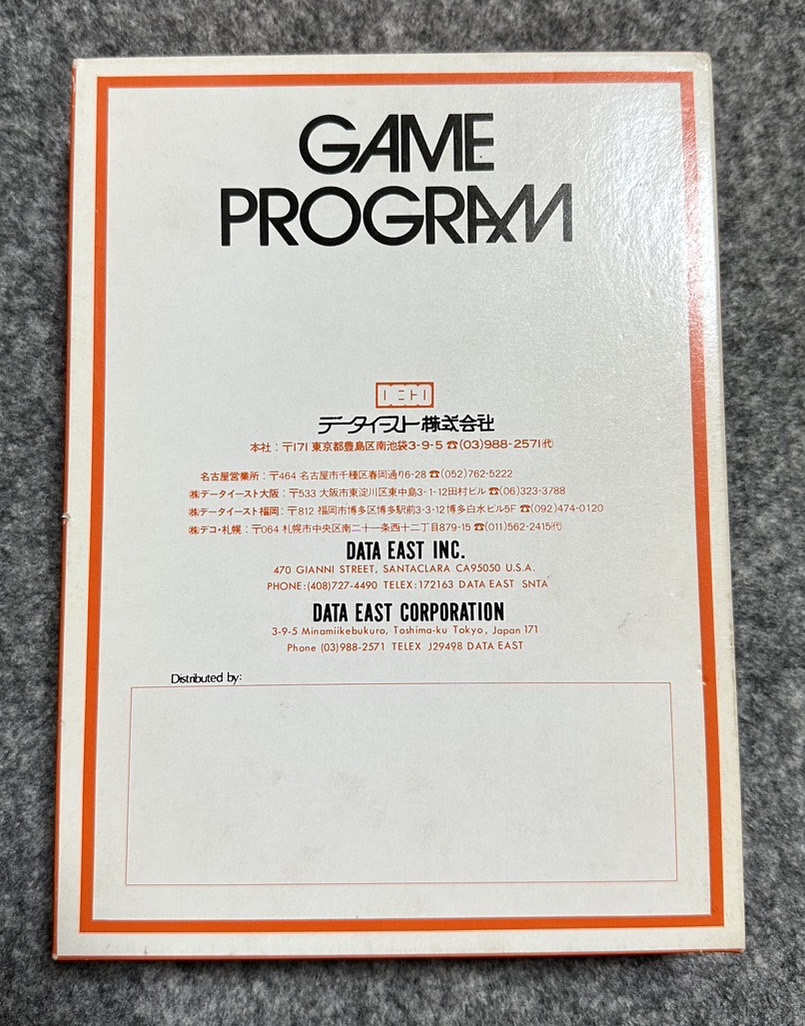 GAME
PROGRAM
DECO
データイースト株式会社
本社：〒171 東京都豊島区南池袋3-9-5 ☎(03)988-2571(代)
名古屋営業所：〒464 名古屋市千種区春岡通り6-28 ☎(052)762-5222
㈱データイースト大阪：〒533 大阪市東淀川区東中島3-1-12田村ビル ☎(06)323-3788
㈱データイースト福岡：〒812 福岡市博多区博多駅前3-3-12博多白水ビル5F ☎(092)474-0120
㈱デコ・札幌：〒064 札幌市中央区南二十一条西十二丁目879-15 ☎(011)562-2415(代)
DATA EAST INC.
470 GIANNI STREET, SANTACLARA CA95050 U.S.A.
PHONE:(408)727-4490 TELEX:172163 DATA EAST SNTA
DATA EAST CORPORATION
3-9-5 Minamiikebukuro, Toshima-ku Tokyo, Japan 171
Phone (03)988-2571 TELEX J29498 DATA EAST
Distributed by: